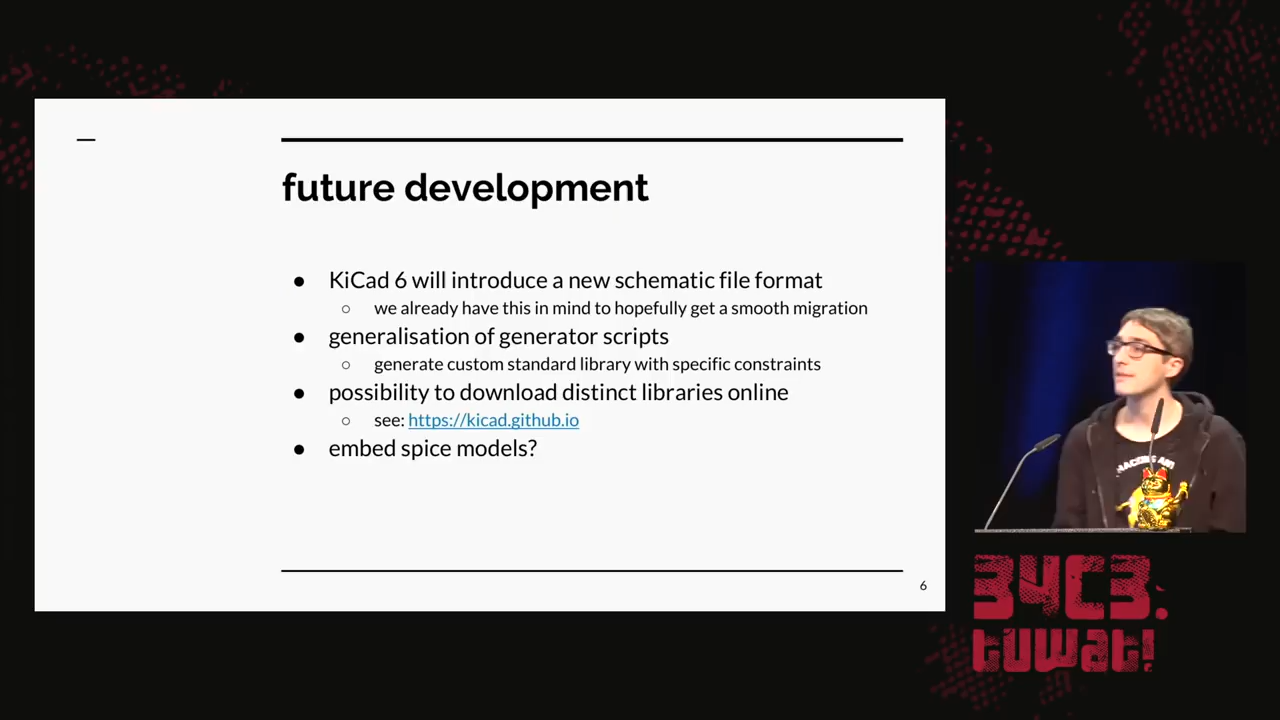 future development
● KiCad 6 will introduce a new schematic file format
○ we already have this in mind to hopefully get a smooth migration
● generalisation of generator scripts
○ generate custom standard library with specific constraints
● possibility to download distinct libraries online
○ see: https://kicad.github.io
● embed spice models?
6
34C3.
tuwat!